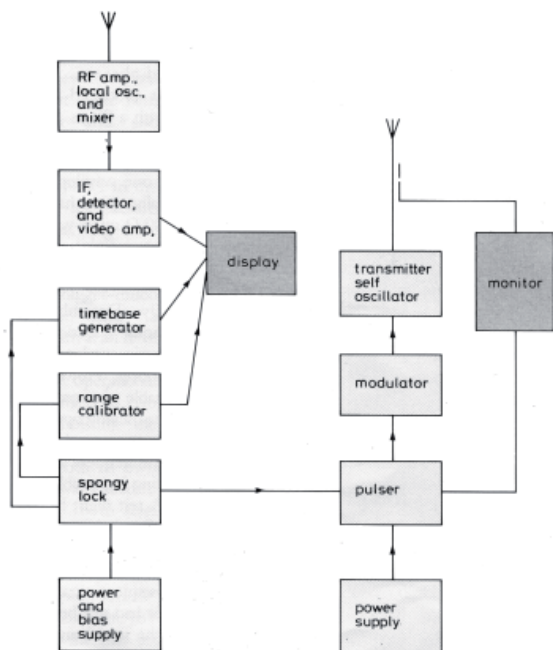 RF amp.,
local osc.,
and
mixer
IF,
detector,
and
video amp,
display
timebase
generator
range
calibrator
spongy
lock
power
and
bias
supply
transmitter
self
oscillator
monitor
modulator
pulser
power
supply